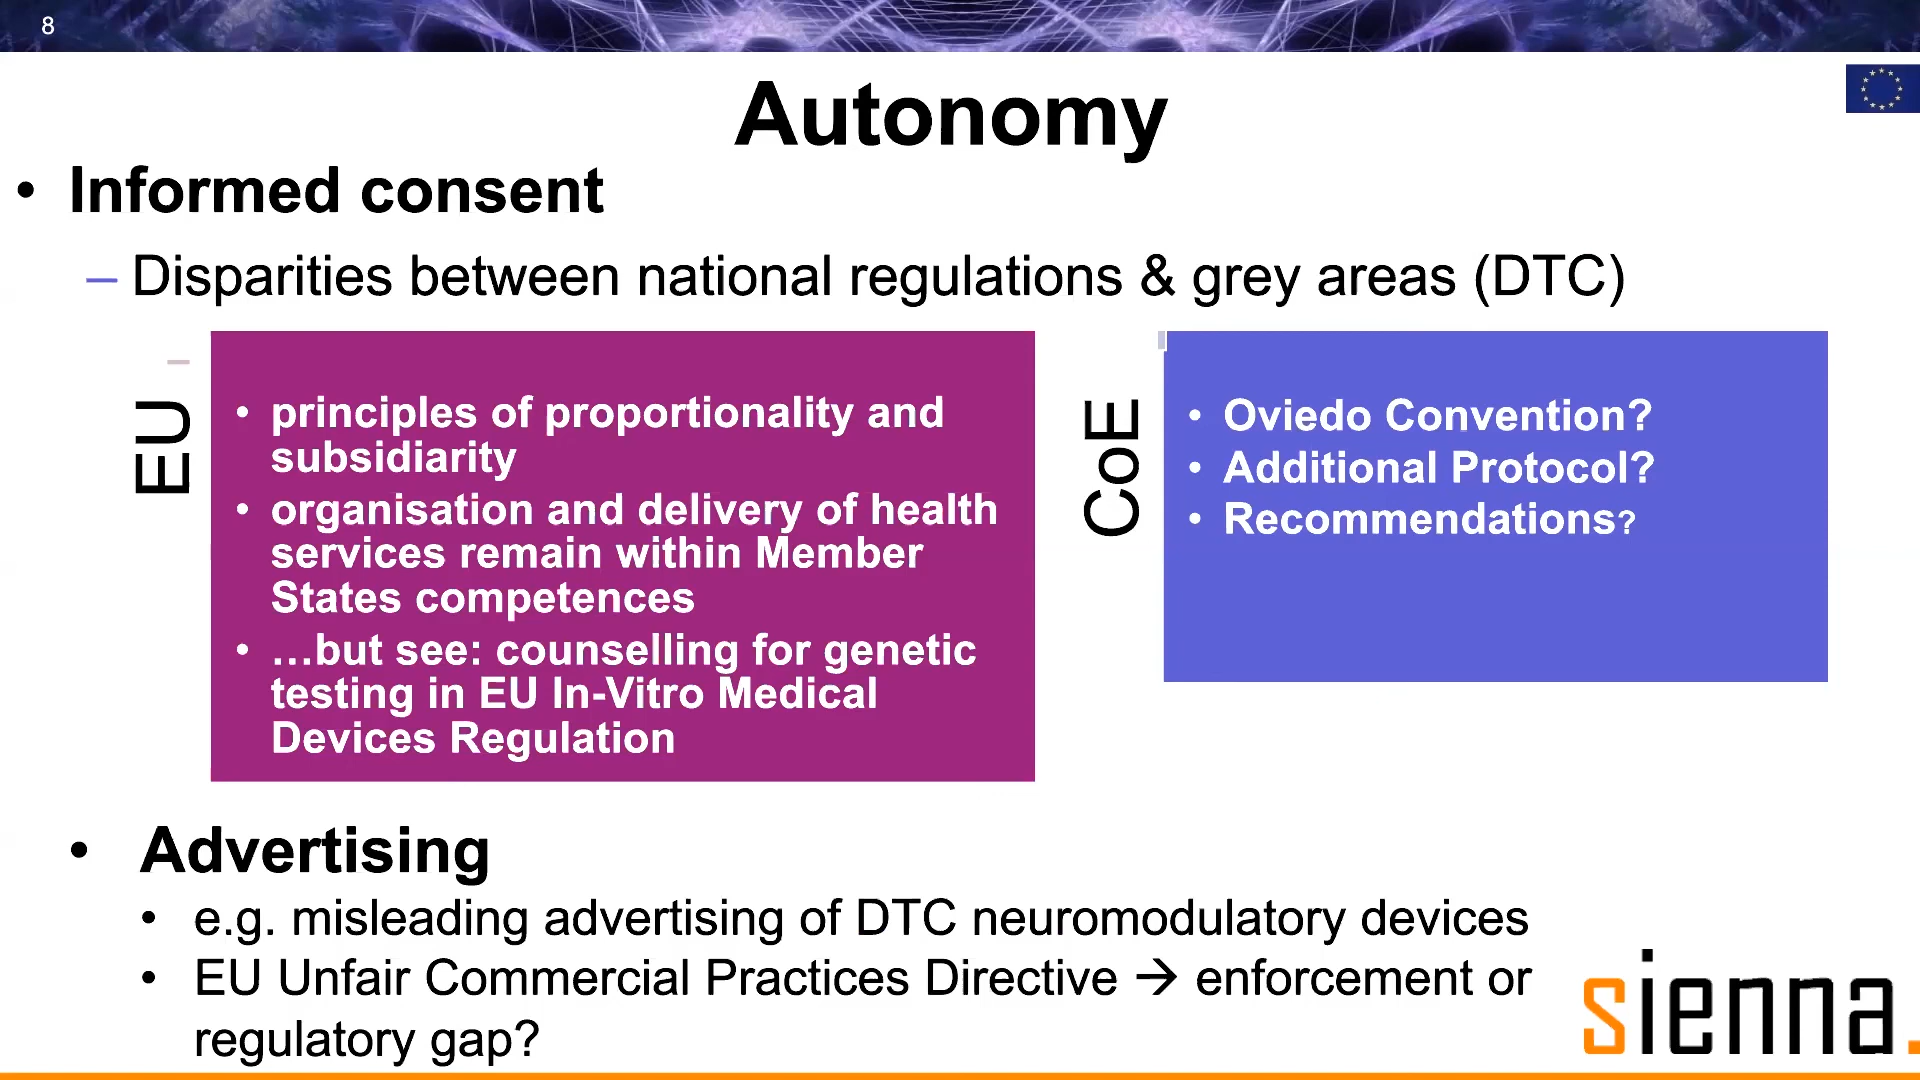 8
Autonomy
• Informed consent
– Disparities between national regulations & grey areas (DTC)
EU
• principles of proportionality and
subsidiarity
• organisation and delivery of health
services remain within Member
States competences
• …but see: counselling for genetic
testing in EU In-Vitro Medical
Devices Regulation
CoE
• Oviedo Convention?
• Additional Protocol?
• Recommendations?
• Advertising
• e.g. misleading advertising of DTC neuromodulatory devices
• EU Unfair Commercial Practices Directive → enforcement or
regulatory gap?
sienna.